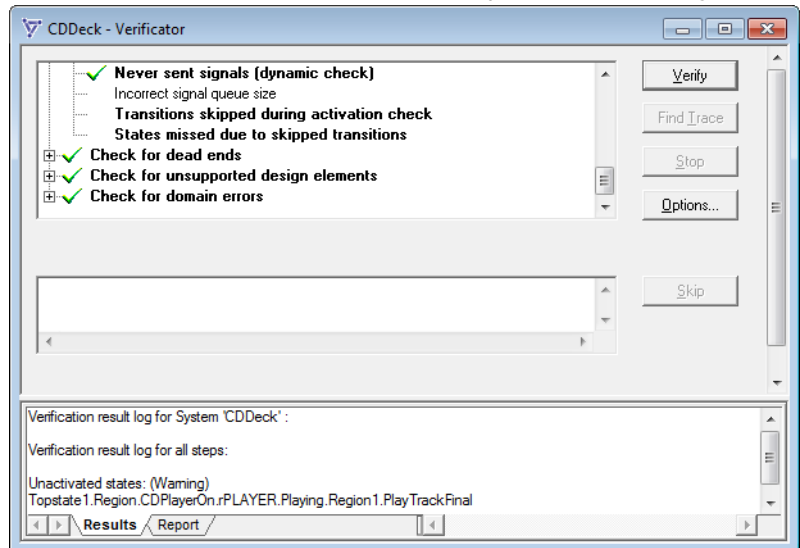 CDDeck - Verificator
Never sent signals (dynamic check)
Incorrect signal queue size
Transitions skipped during activation check
States missed due to skipped transitions
Check for dead ends
Check for unsupported design elements
Check for domain errors
Verify
Find Trace
Stop
Options...
Skip
Verification result log for System 'CDDeck' :
Verification result log for all steps:
Unactivated states: (Warning)
Topstate1.Region.CDPlayerOn.rPLAYER.Playing.Region1.PlayTrackFinal
Results
Report